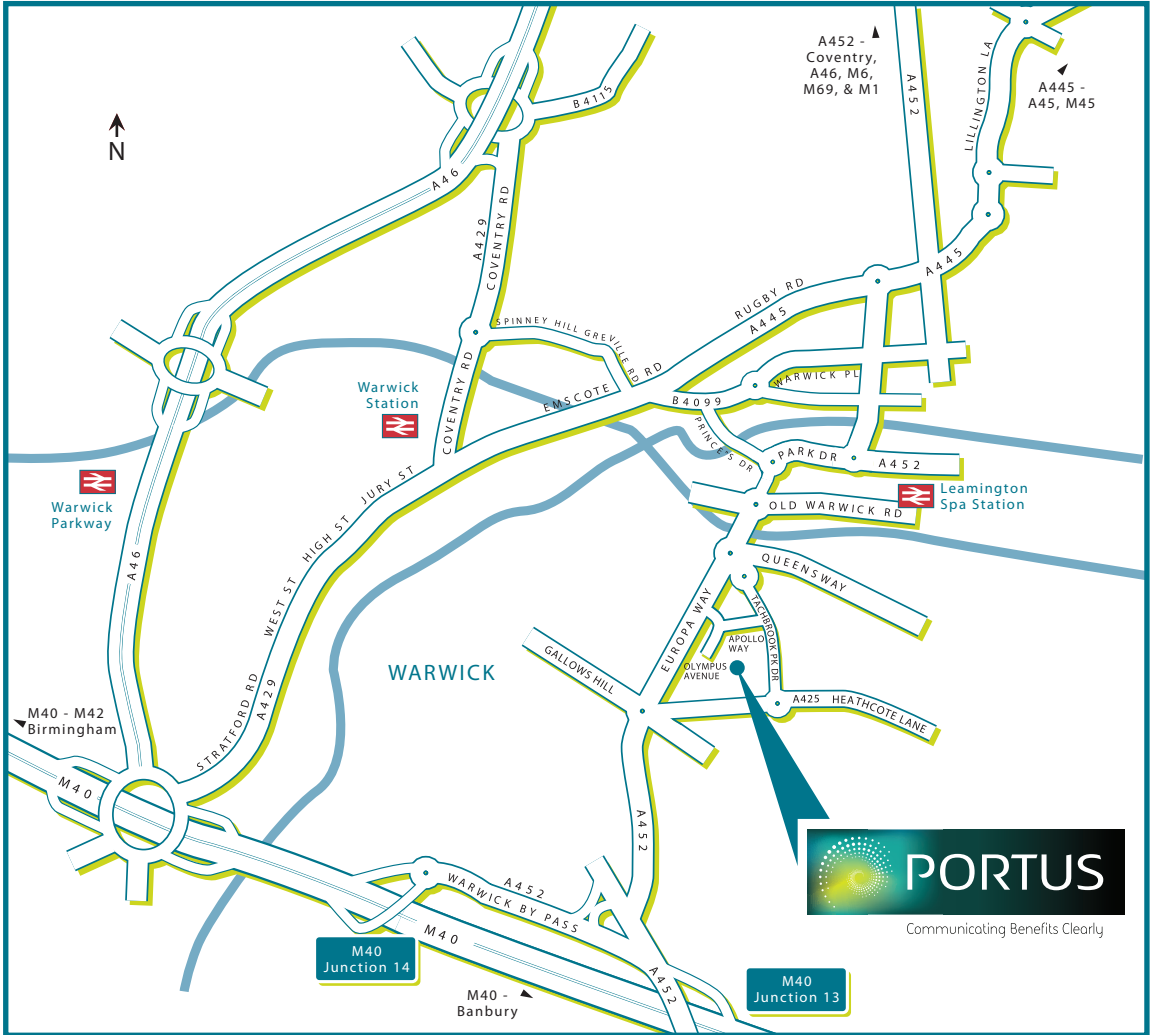 A452 -
Coventry,
A46, M6,
M69, & M1
A452
LILLINGTON LA
A445 -
A45, M45
B4115
N
A46
A429
COVENTRY RD
A445
RUGBY RD
A445
SPINNEY HILL
GREVILLE RD
EMSCOTE RD
WARWICK PL
B4099
Warwick
Station
COVENTRY RD
PRINCE'S DR
PARK DR
A452
JURY ST
Warwick
Parkway
Leamington
Spa Station
OLD WARWICK RD
HIGH ST
A46
QUEENSWAY
WEST ST
EUROPA WAY
TACHBROOK PK DR
APOLLO
WAY
GALLOWS HILL
OLYMPUS
AVENUE
WARWICK
STRATFORD RD
A429
A425 HEATHCOTE LANE
M40 - M42
Birmingham
M40
A452
PORTUS
Communicating Benefits Clearly
A452
WARWICK BY PASS
M40
M40
Junction 14
A452
M40
Junction 13
M40 -
Banbury